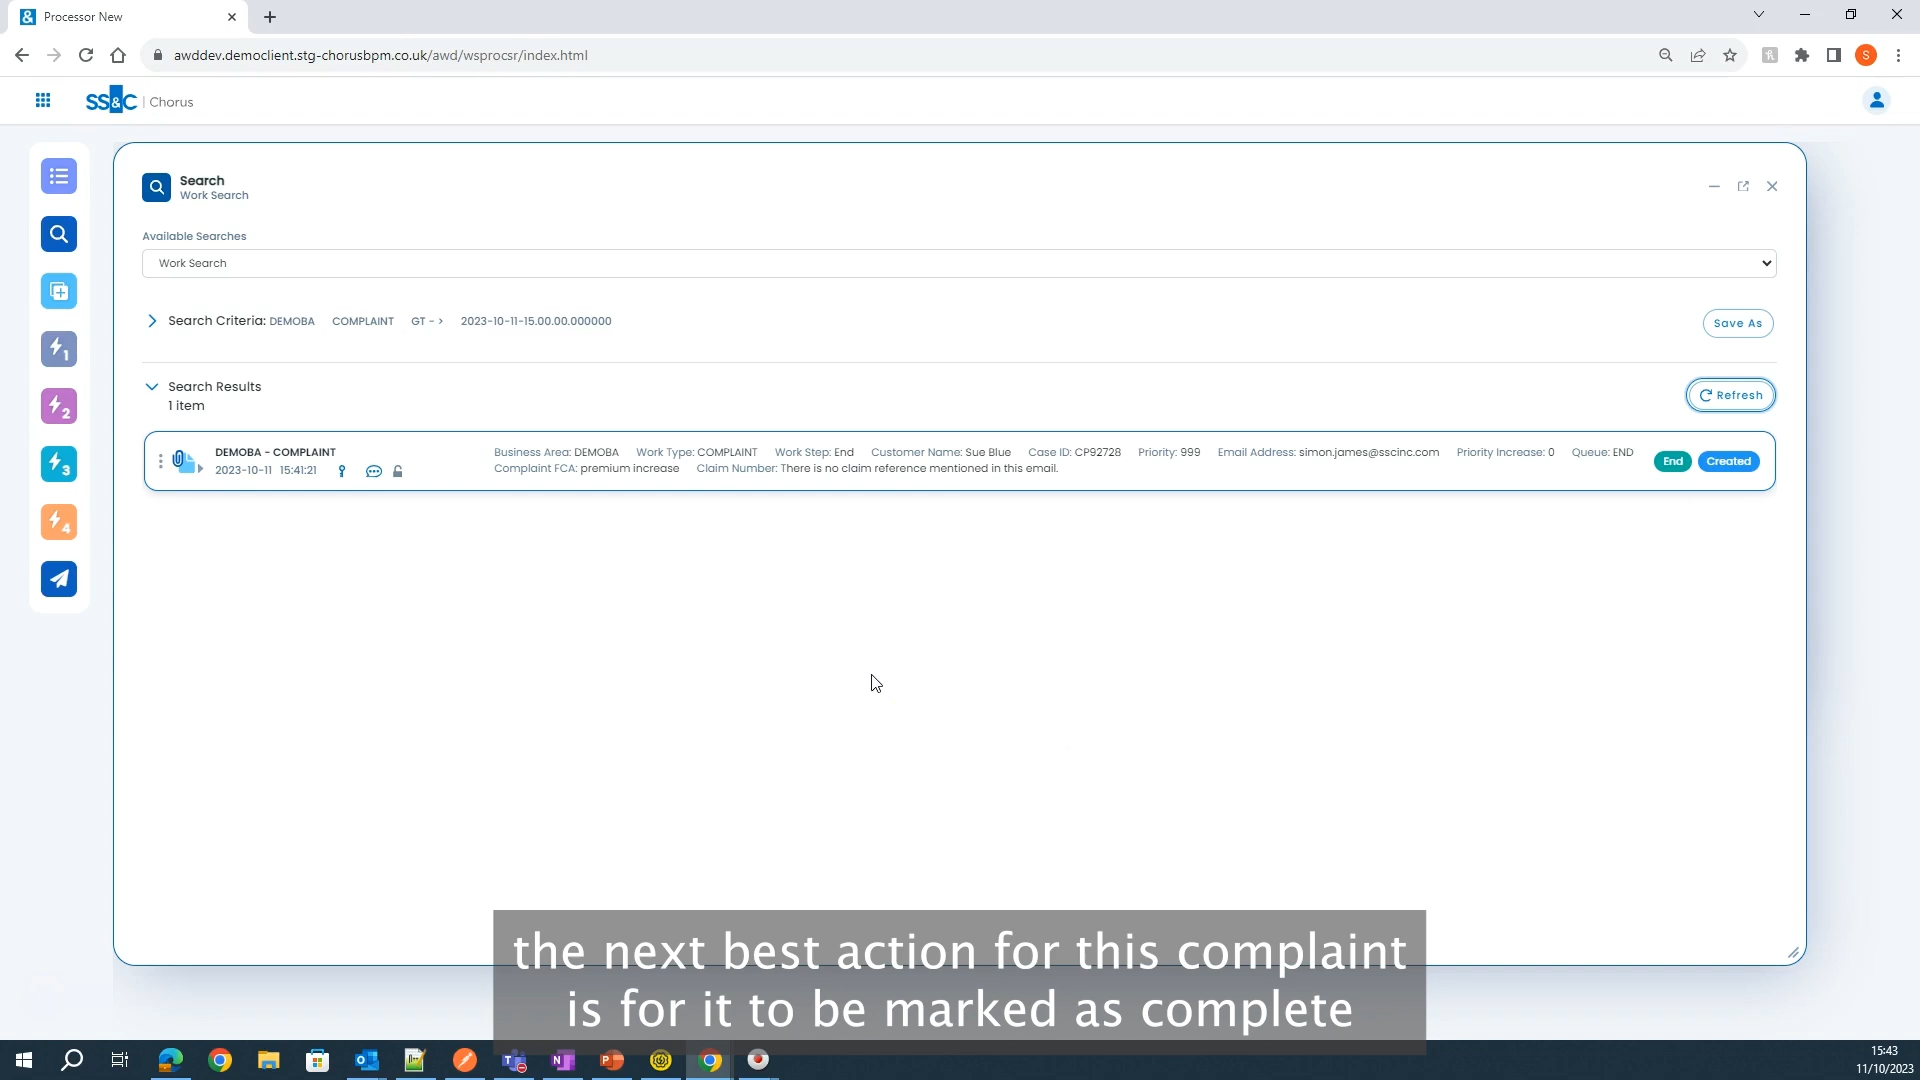 Processor New
awddev.democlient.stg-chorusbpm.co.uk/awd/wsprocsr/index.html
S
SS&C | Chorus
Search
Work Search
Available Searches
Work Search
Search Criteria: DEMOBA COMPLAINT GT - > 2023-10-11-15.00.00.000000
Save As
Search Results
1 item
Refresh
DEMOBA - COMPLAINT
2023-10-11 15:41:21
Business Area: DEMOBA Work Type: COMPLAINT Work Step: End Customer Name: Sue Blue Case ID: CP92728 Priority: 999 Email Address: simon.james@sscinc.com Priority Increase: 0 Queue: END
Complaint FCA: premium increase Claim Number: There is no claim reference mentioned in this email.
End Created
1
2
3
4
the next best action for this complaint
is for it to be marked as complete
15:43
11/10/2023